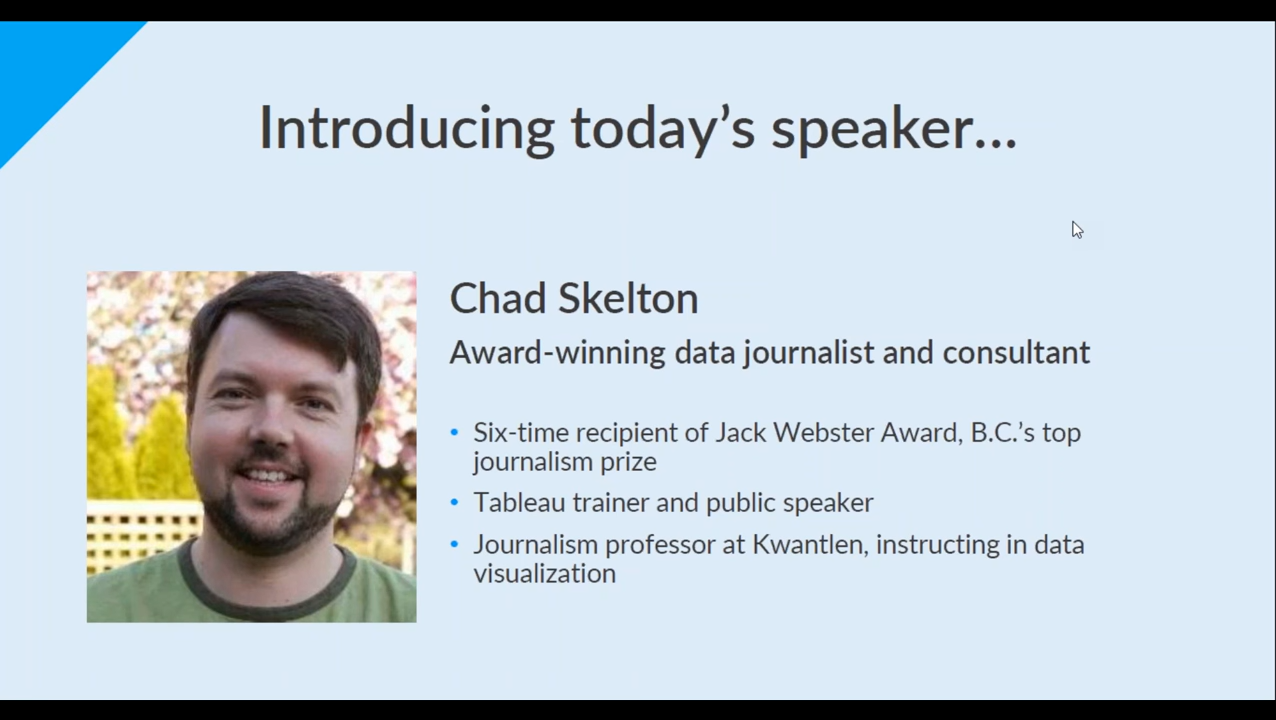 Introducing today’s speaker...
Chad Skelton
Award-winning data journalist and consultant
• Six-time recipient of Jack Webster Award, B.C.’s top
journalism prize
• Tableau trainer and public speaker
• Journalism professor at Kwantlen, instructing in data
visualization